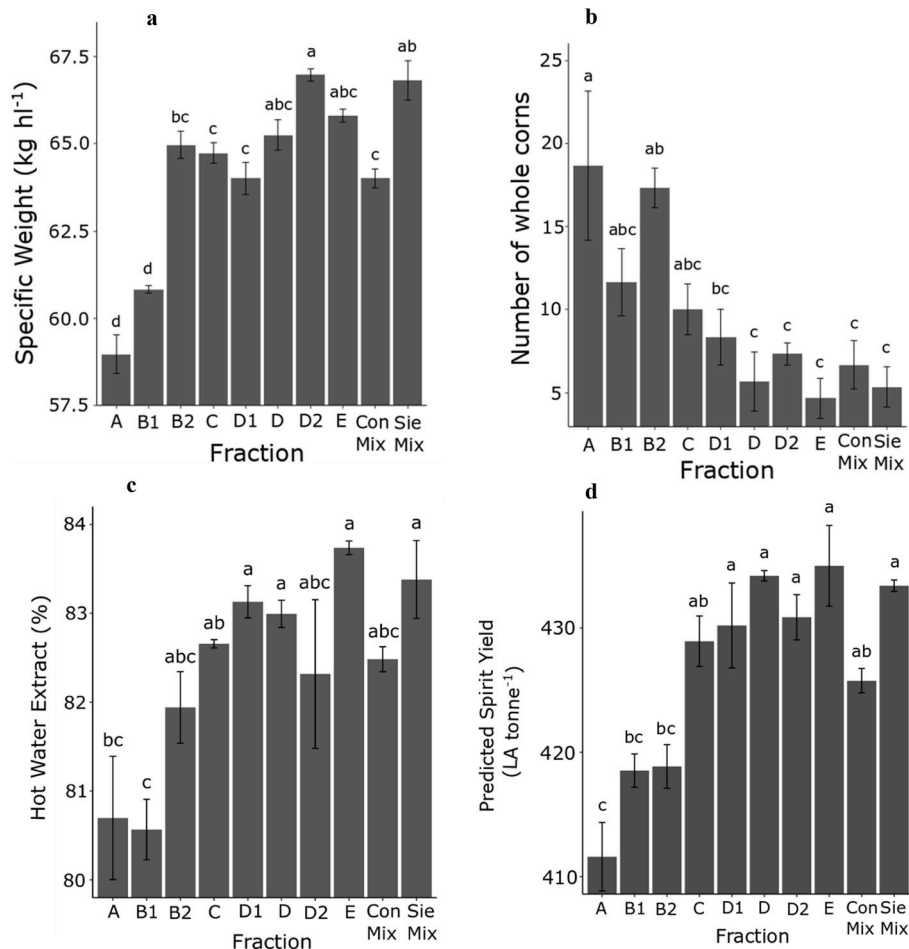 a
Specific Weight (kg hl⁻¹)
67.5
65.0
62.5
60.0
57.5
d
d
bc
c
c
abc
a
abc
c
ab
A B1 B2 C D1 D D2 E Con Sie
Mix Mix
Fraction
b
Number of whole corns
25
20
15
10
5
a
abc
ab
abc
bc
c
c
c
c
c
A B1 B2 C D1 D D2 E Con Sie
Mix Mix
Fraction
c
Hot Water Extract (%)
84
83
82
81
80
bc
c
abc
ab
a
a
abc
a
abc
a
A B1 B2 C D1 D D2 E Con Sie
Mix Mix
Fraction
d
Predicted Spirit Yield
(LA tonne⁻¹)
430
420
410
c
bc
bc
ab
a
a
a
a
ab
a
A B1 B2 C D1 D D2 E Con Sie
Mix Mix
Fraction